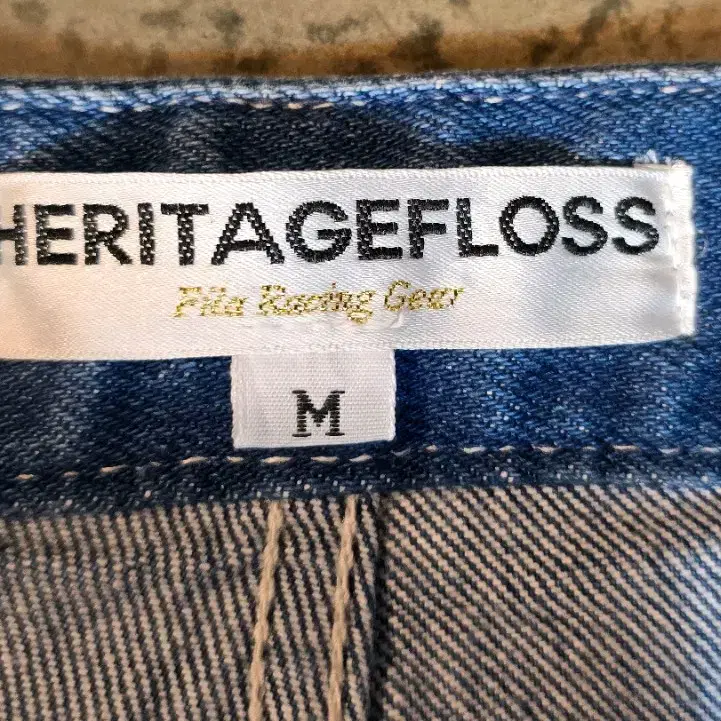 HERITAGEFLOSS
Fila Racing Gear
M